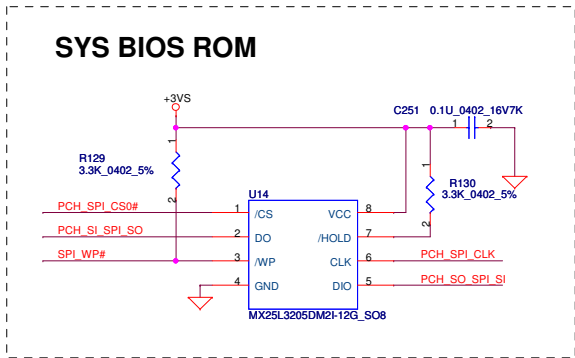 SYS BIOS ROM
+3VS
C251 0.1U_0402_16V7K
1 2
1
R129
3.3K_0402_5%
2
1
R130
3.3K_0402_5%
2
U14
PCH_SPI_CS0# 1 /CS VCC 8
PCH_SI_SPI_SO 2 DO /HOLD 7
SPI_WP# 3 /WP CLK 6 PCH_SPI_CLK
4 GND DIO 5 PCH_SO_SPI_SI
MX25L3205DM2I-12G_SO8